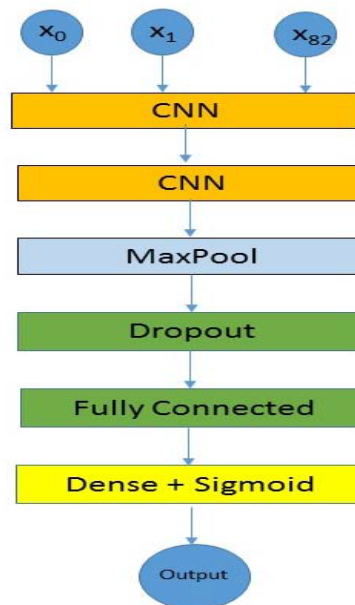 x0 x1 x82
CNN
CNN
MaxPool
Dropout
Fully Connected
Dense + Sigmoid
Output